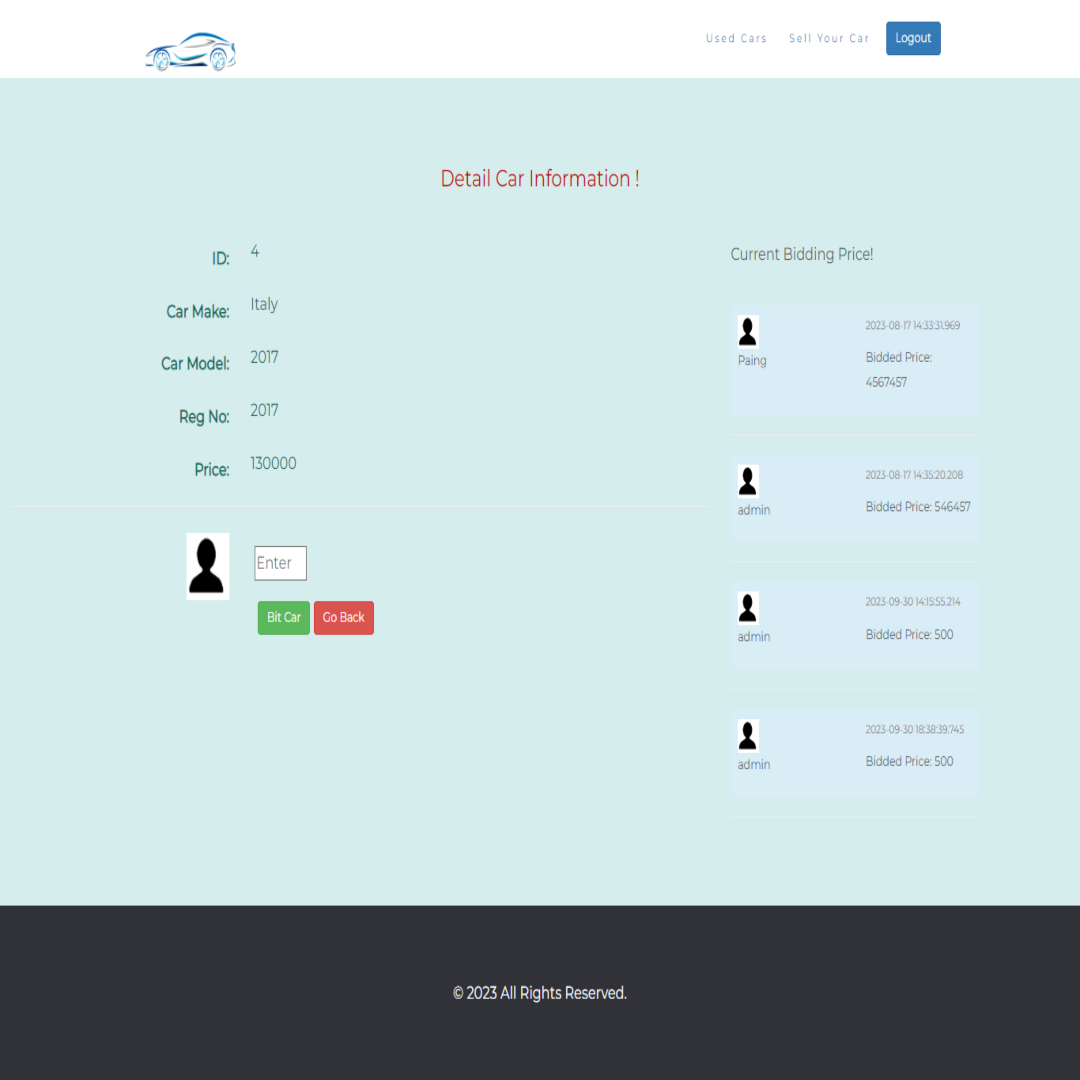 Used Cars Sell Your Car Logout
Detail Car Information !
ID: 4
Car Make: Italy
Car Model: 2017
Reg No: 2017
Price: 130000
Enter
Bit Car Go Back
Current Bidding Price!
2023-08-17 14:33:31.969
Paing
Bidded Price:
4567457
2023-08-17 14:35:20.208
admin
Bidded Price: 546457
2023-09-30 14:15:55.214
admin
Bidded Price: 500
2023-09-30 18:38:39.745
admin
Bidded Price: 500
© 2023 All Rights Reserved.